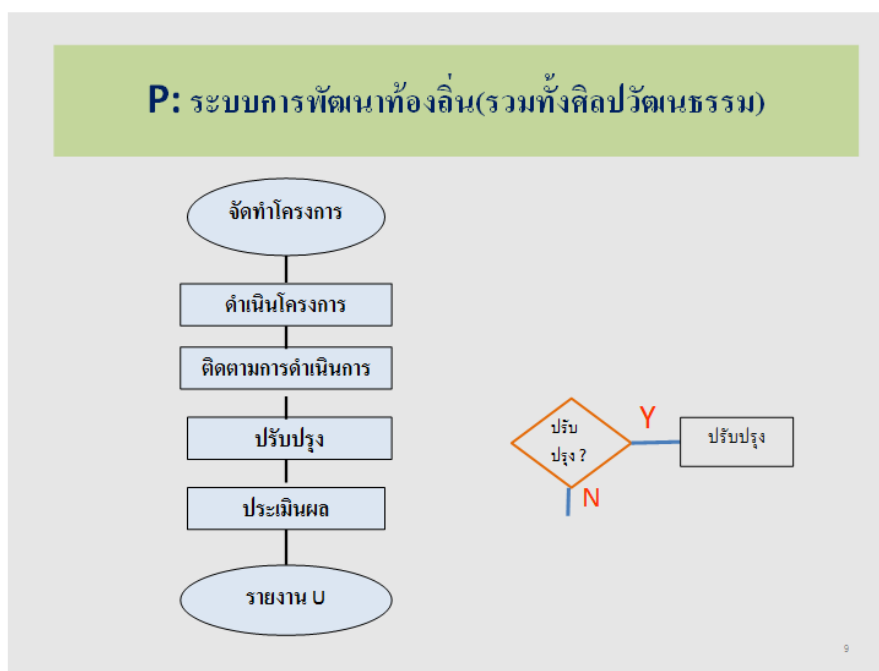 P: ระบบการพัฒนาท้องถิ่น(รวมทั้งศิลปวัฒนธรรม)
จัดทำโครงการ
ดำเนินโครงการ
ติดตามการดำเนินการ
ปรับปรุง
ประเมินผล
รายงาน U
ปรับ
ปรุง ?
Y
ปรับปรุง
N
9